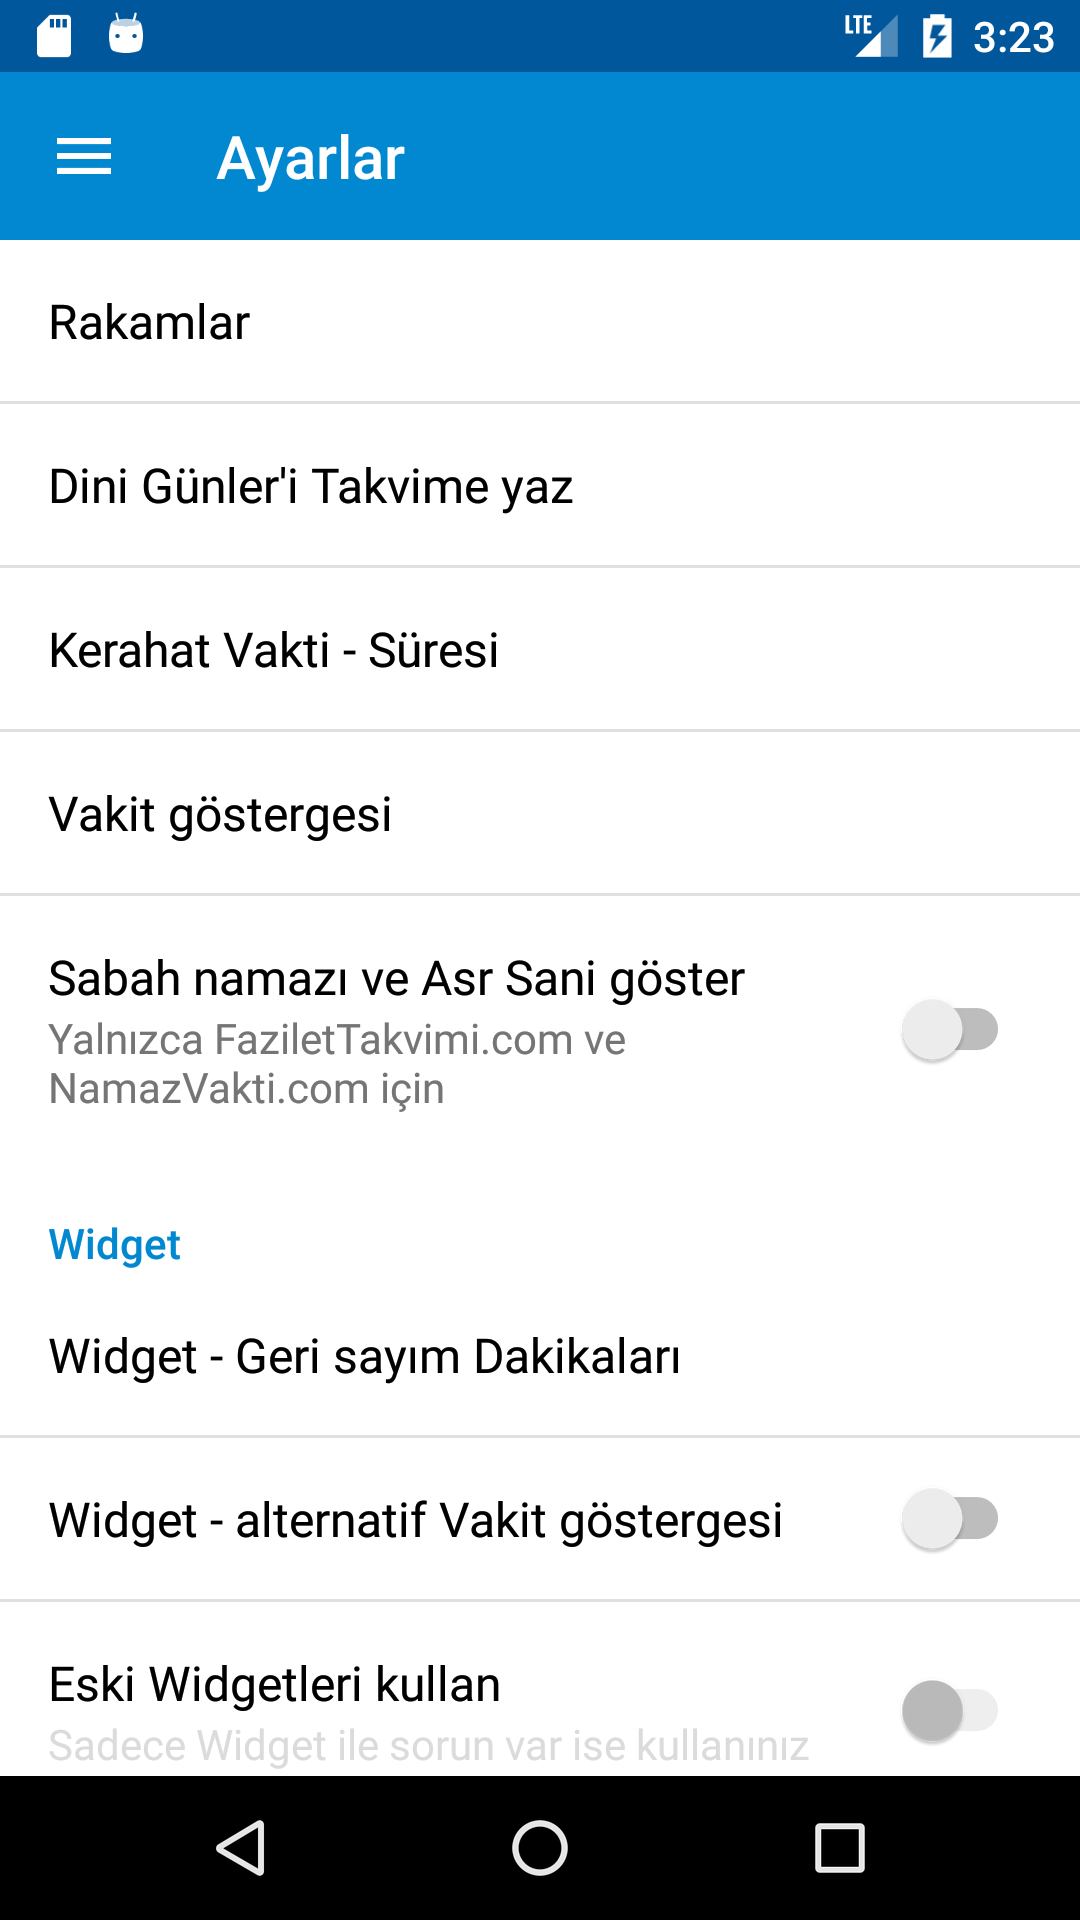 LTE 3:23
Ayarlar
Rakamlar
Dini Günler'i Takvime yaz
Kerahat Vakti - Süresi
Vakit göstergesi
Sabah namazı ve Asr Sani göster
Yalnızca FaziletTakvimi.com ve
NamazVakti.com için
Widget
Widget - Geri sayım Dakikaları
Widget - alternatif Vakit göstergesi
Eski Widgetleri kullan
Sadece Widget ile sorun var ise kullanınız